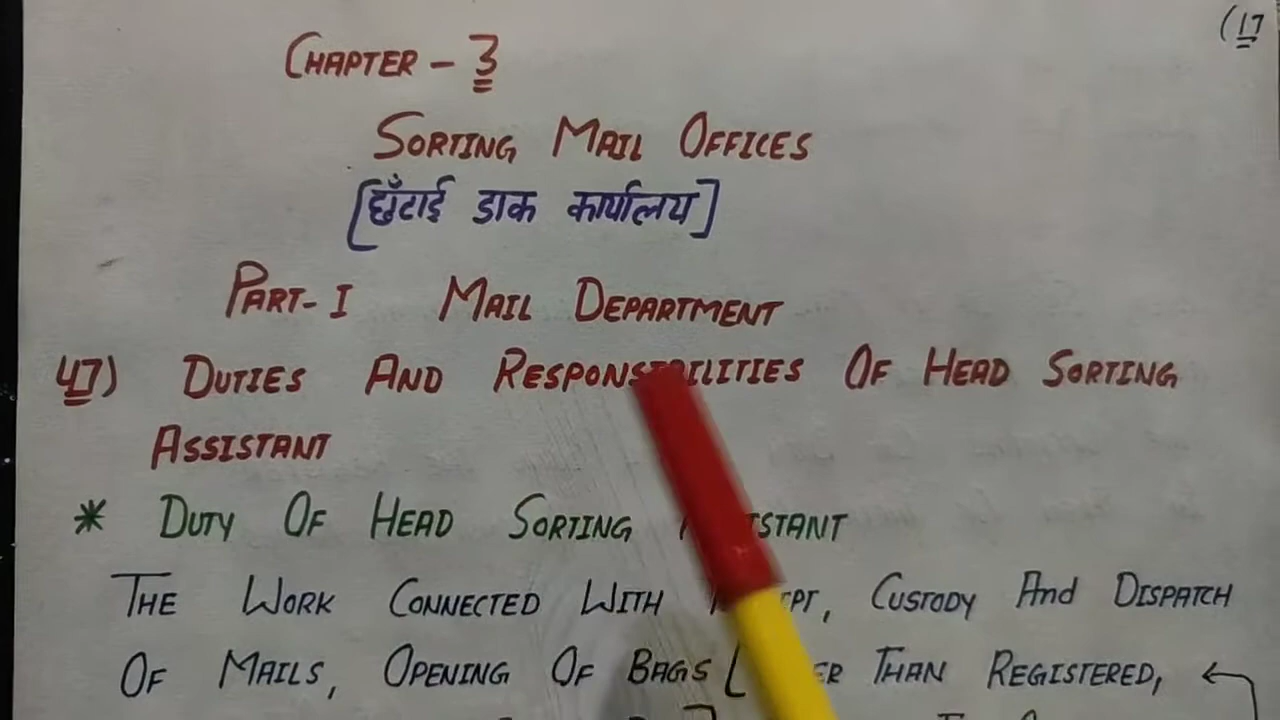 (17
CHAPTER - 3
SORTING MAIL OFFICES
[छँटाई डाक कार्यालय]
PART-I MAIL DEPARTMENT
47) DUTIES AND RESPONSIBILITIES OF HEAD SORTING
ASSISTANT
* DUTY OF HEAD SORTING
THE WORK CONNECTED WITH CUSTODY AND DISPATCH
OF MAILS, OPENING OF BAGS [ THAN REGISTERED,